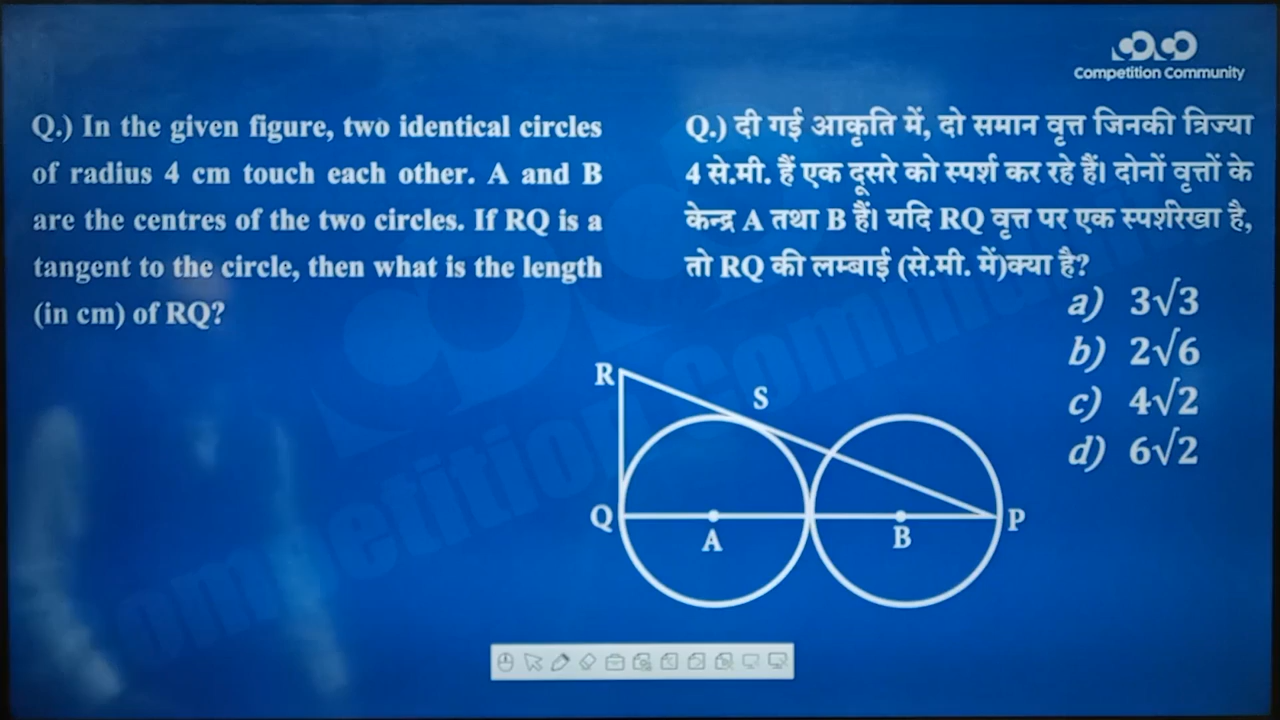 Competition Community
Q.) In the given figure, two identical circles
of radius 4 cm touch each other. A and B
are the centres of the two circles. If RQ is a
tangent to the circle, then what is the length
(in cm) of RQ?
Q.) दी गई आकृति में, दो समान वृत्त जिनकी त्रिज्या
4 से.मी. हैं एक दूसरे को स्पर्श कर रहे हैं। दोनों वृत्तों के
केन्द्र A तथा B हैं। यदि RQ वृत्त पर एक स्पर्शरेखा है,
तो RQ की लम्बाई (से.मी. में)क्या है?
a) 3√3
b) 2√6
c) 4√2
d) 6√2
R
S
Q
A
B
P
Competition Community